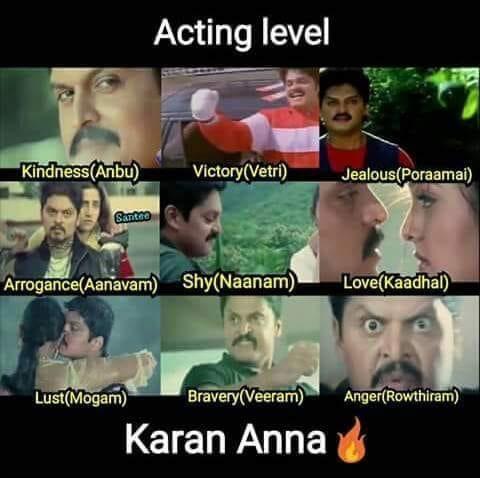 Acting level
Kindness(Anbu)
Victory(Vetri)
Jealous(Poraamai)
Santee
Arrogance(Aanavam)
Shy(Naanam)
Love(Kaadhal)
Lust(Mogam)
Bravery(Veeram)
Anger(Rowthiram)
Karan Anna🔥